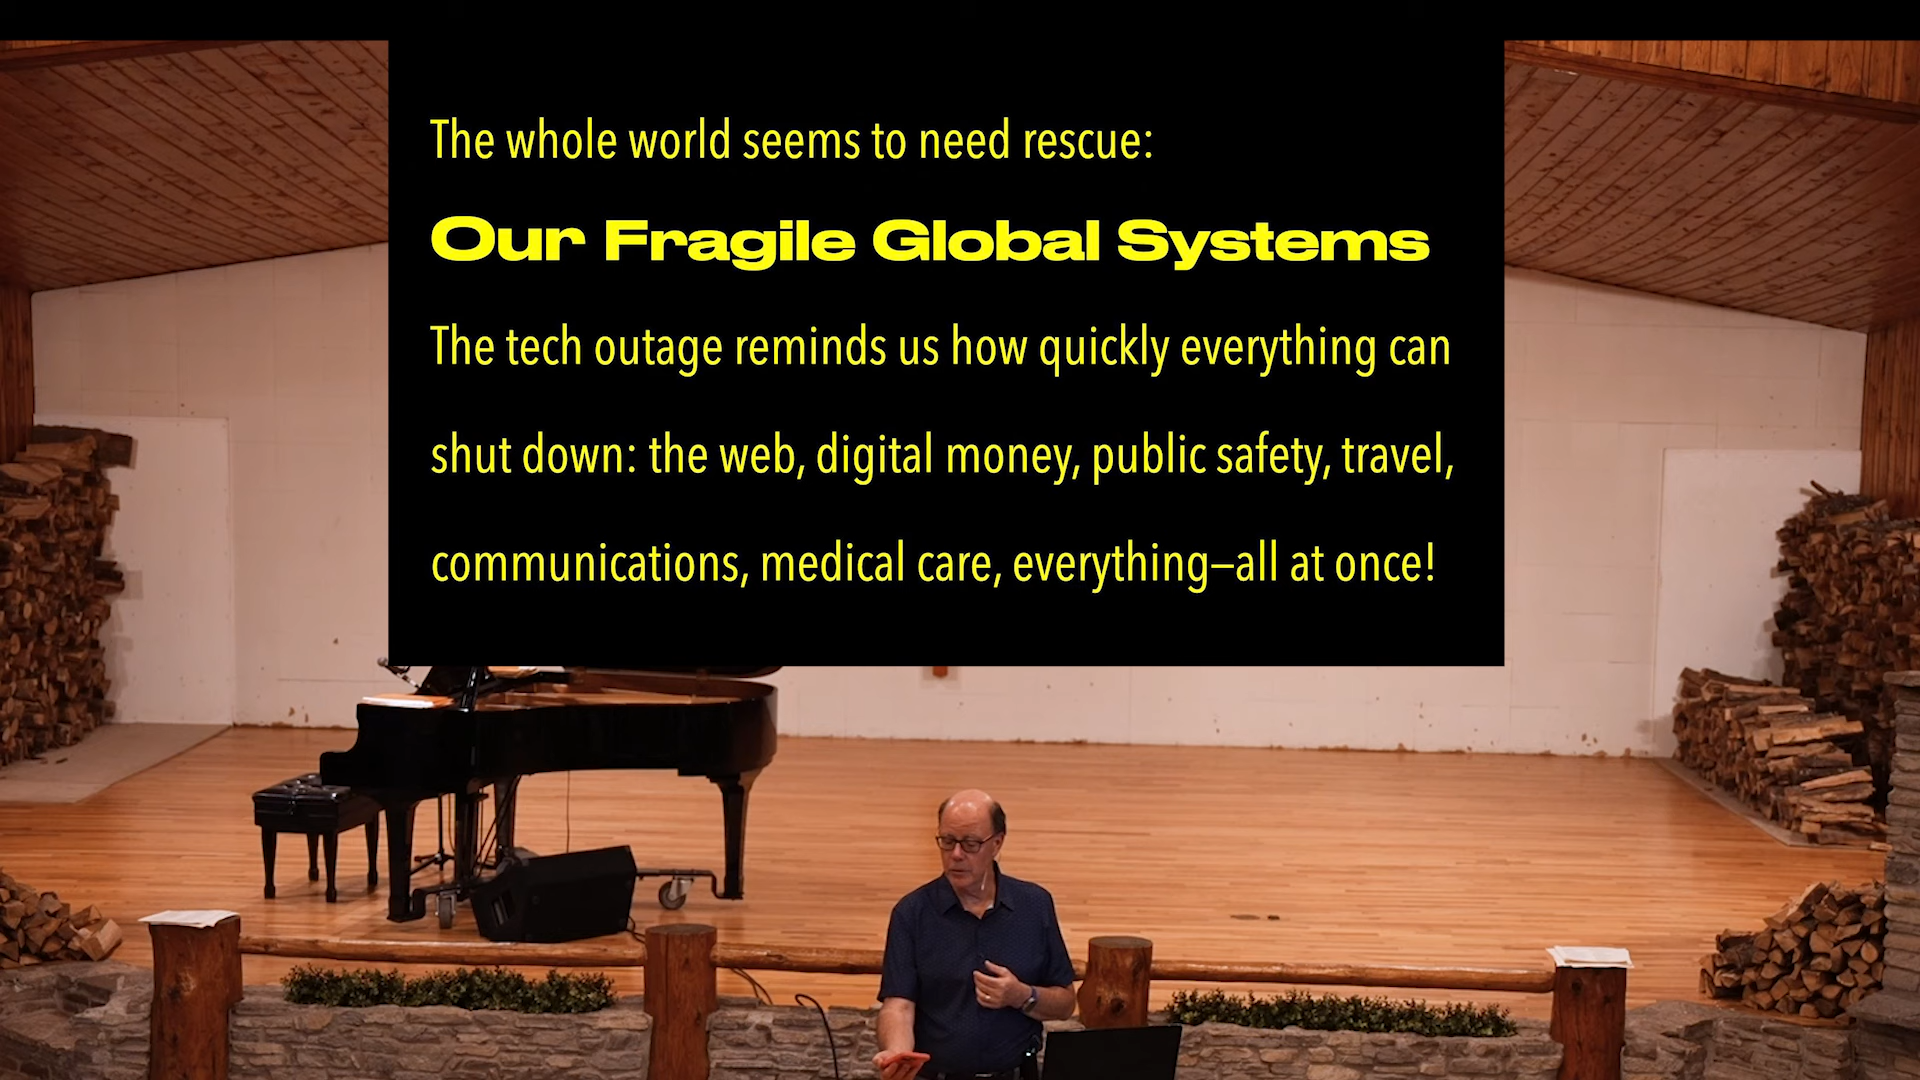 The whole world seems to need rescue:
Our Fragile Global Systems
The tech outage reminds us how quickly everything can
shut down: the web, digital money, public safety, travel,
communications, medical care, everything—all at once!